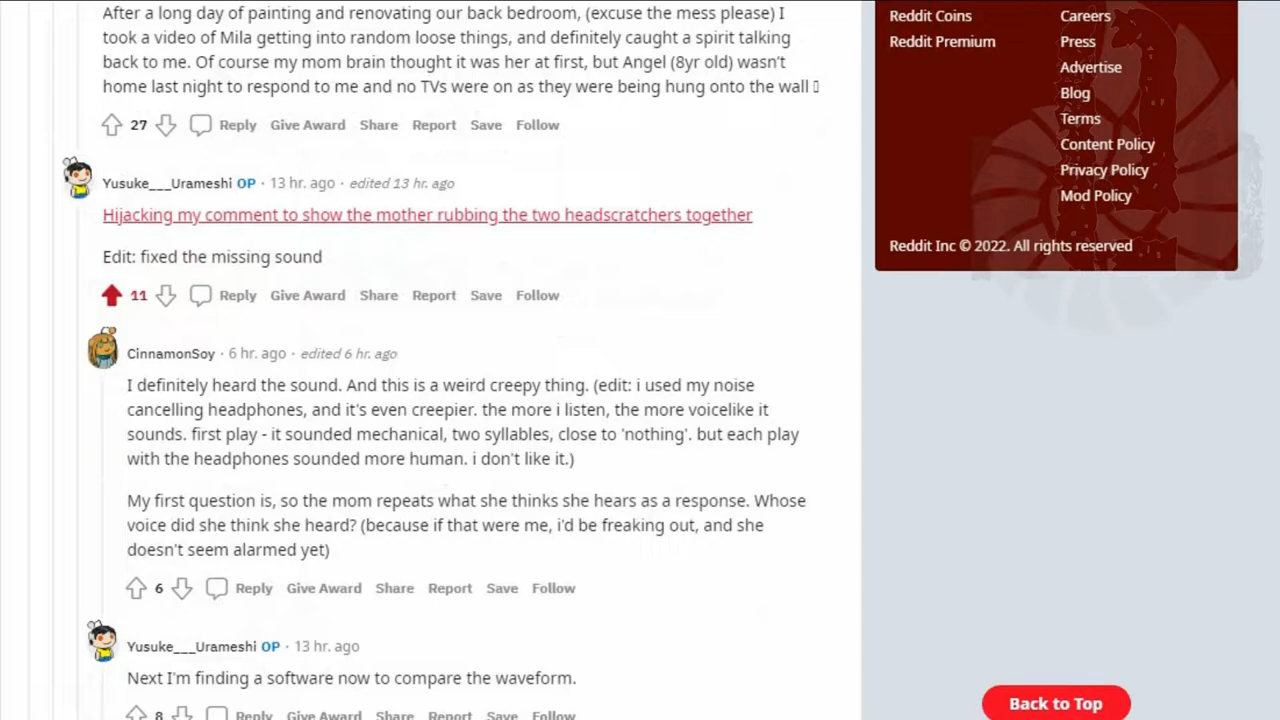 After a long day of painting and renovating our back bedroom, (excuse the mess please) I
took a video of Mila getting into random loose things, and definitely caught a spirit talking
back to me. Of course my mom brain thought it was her at first, but Angel (8yr old) wasn't
home last night to respond to me and no TVs were on as they were being hung onto the wall
27 Reply Give Award Share Report Save Follow
Yusuke___Urameshi OP · 13 hr. ago · edited 13 hr. ago
Hijacking my comment to show the mother rubbing the two headscratchers together
Edit: fixed the missing sound
11 Reply Give Award Share Report Save Follow
CinnamonSoy · 6 hr. ago · edited 6 hr. ago
I definitely heard the sound. And this is a weird creepy thing. (edit: i used my noise
cancelling headphones, and it's even creepier. the more i listen, the more voicelike it
sounds. first play - it sounded mechanical, two syllables, close to 'nothing'. but each play
with the headphones sounded more human. i don't like it.)
My first question is, so the mom repeats what she thinks she hears as a response. Whose
voice did she think she heard? (because if that were me, i'd be freaking out, and she
doesn't seem alarmed yet)
6 Reply Give Award Share Report Save Follow
Yusuke___Urameshi OP · 13 hr. ago
Next I'm finding a software now to compare the waveform.
8 Reply Give Award Share Report Save Follow
Reddit Coins
Reddit Premium
Careers
Press
Advertise
Blog
Terms
Content Policy
Privacy Policy
Mod Policy
Reddit Inc © 2022. All rights reserved
Back to Top